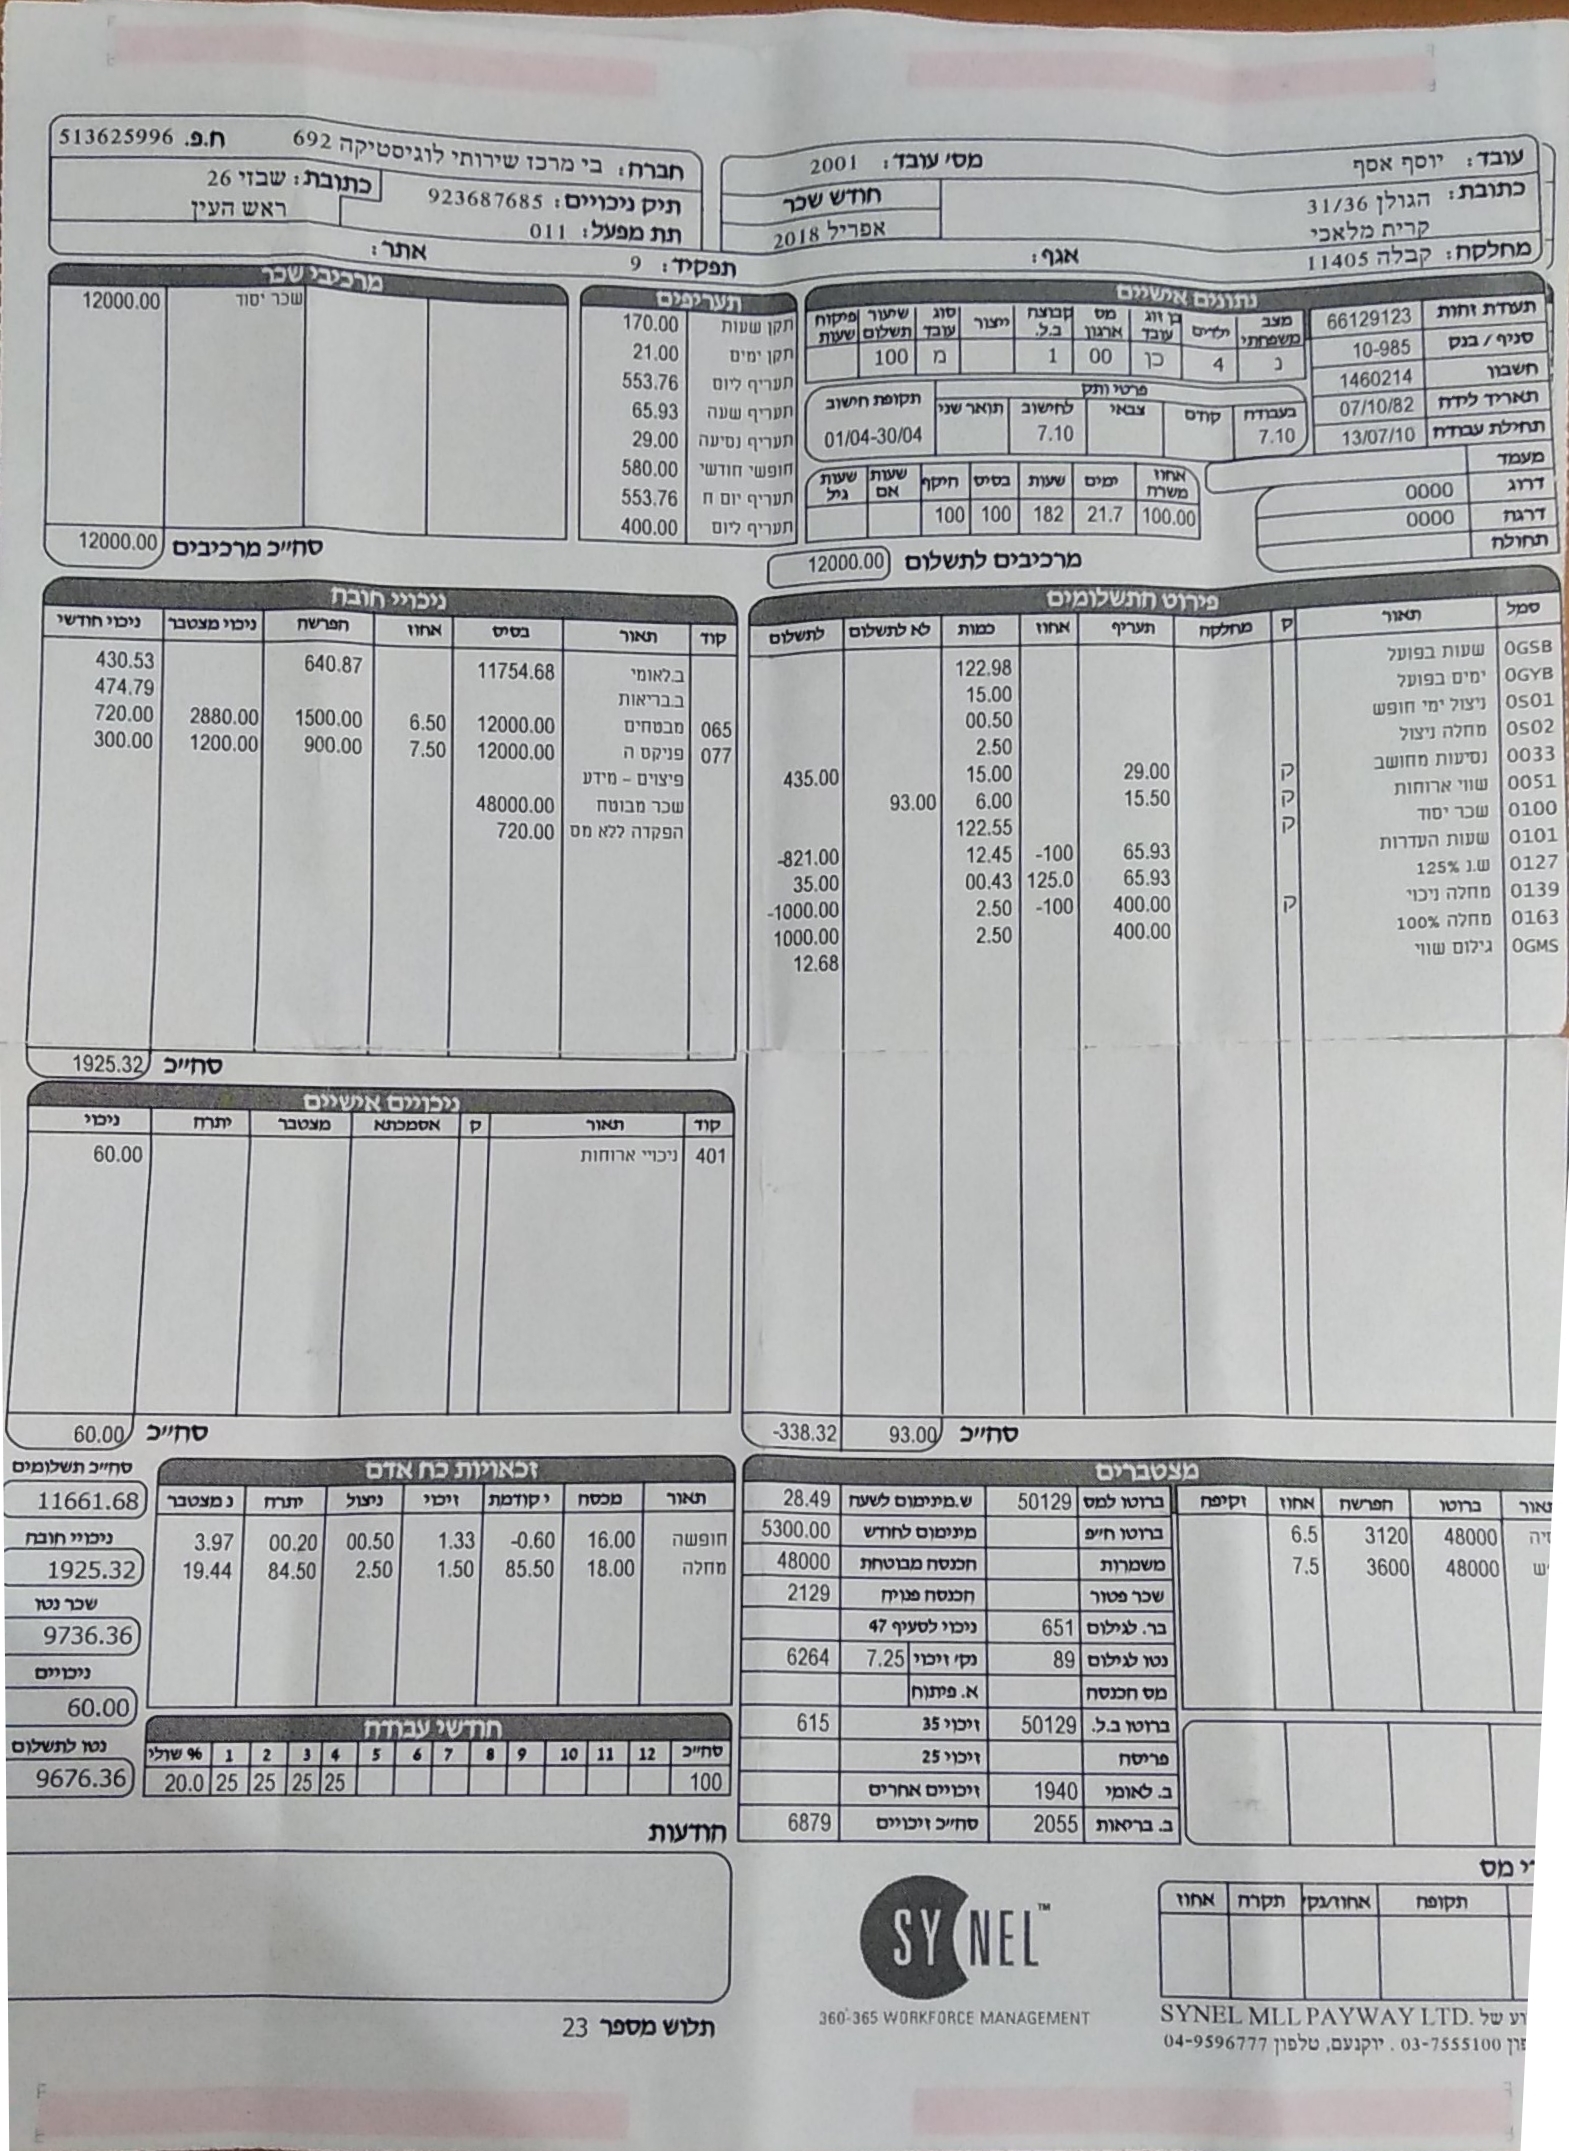 עובד: יוסף אסף מס׳ עובד: 2001
כתובת: הגולן 31/36
קרית מלאכי
חודש שכר
אפריל 2018
מחלקה: קבלה 11405 אגף: תפקיד: 9 אתר:
חברה: בי מרכז שירותי לוגיסטיקה 692 ח.פ. 513625996
תיק ניכויים: 923687685
תת מפעל: 011
כתובת: שבזי 26
ראש העין
תעודת זהות 66129123
סניף / בנק 10-985
חשבון 1460214
תאריד לידה 07/10/82
תחילת עבודה 13/07/10
מעמד
דרוג 0000
דרגה 0000
תחולה
נתונים אישיים
מצב משפחתי ילדים בן זוג עובד מס ארגון קבוצת ב.ל. ייצור סוג עובד שיעור תשלום פיקוח שעות
נ 4 כן 00 1 מ 100
פרטי ותק
בעבודה קודם צבאי לחישוב תואר שני תקופת חישוב
7.10 7.10 01/04-30/04
אחוז משרה ימים שעות בסיס היקף שעות אם שעות גיל
100.00 21.7 182 100 100
מרכיבים לתשלום 12000.00
תעריפים
תקן שעות 170.00
תקן ימים 21.00
תעריף ליום 553.76
תעריף שעה 65.93
תעריף נסיעה 29.00
חופשי חודשי 580.00
תעריף יום ח 553.76
תעריף ליום 400.00
מרכיבי שכר
שכר יסוד 12000.00
סה״כ מרכיבים 12000.00
פירוט התשלומים
סמל תאור ק מחלקה תעריף אחוז כמות לא לתשלום לתשלום
0GSB שעות בפועל 122.98
0GYB ימים בפועל 15.00
0S01 ניצול ימי חופש 00.50
0S02 מחלה ניצול 2.50
0033 נסיעות מחושב ק 29.00 15.00 435.00
0051 שווי ארוחות ק 15.50 6.00 93.00
0100 שכר יסוד ק 122.55
0101 שעות העדרות 65.93 -100 12.45 -821.00
0127 ש.נ 125% 65.93 125.0 00.43 35.00
0139 מחלה ניכוי ק 400.00 -100 2.50 -1000.00
0163 מחלה 100% 400.00 2.50 1000.00
0GMS גילום שווי 12.68
סה״כ 93.00 -338.32
ניכויי חובה
קוד תאור בסיס אחוז הפרשה ניכוי מצטבר ניכוי חודשי
ב.לאומי 11754.68 640.87 430.53
ב.בריאות 474.79
065 מבטחים 12000.00 6.50 1500.00 2880.00 720.00
077 פניקס ה 12000.00 7.50 900.00 1200.00 300.00
פיצוים - מידע
שכר מבוטח 48000.00
הפקדה ללא מס 720.00
סה״כ 1925.32
ניכויים אישיים
קוד תאור ק אסמכתא מצטבר יתרה ניכוי
401 ניכויי ארוחות 60.00
סה״כ 60.00
מצטברים
תאור ברוטו הפרשה אחוז זקיפה
48000 3120 6.5
48000 3600 7.5
ברוטו למס 50129 ש.מינימום לשעה 28.49
ברוטו ח״פ מינימום לחודש 5300.00
משמרות הכנסה מבוטחת 48000
שכר פטור הכנסה פנויה 2129
בר. לגילום 651 ניכוי לסעיף 47
נטו לגילום 89 נק׳ זיכוי 7.25 6264
מס הכנסה א. פיתוח
ברוטו ב.ל. 50129 זיכוי 35 615
פריסה זיכוי 25
ב. לאומי 1940 זיכויים אחרים
ב. בריאות 2055 סה״כ זיכויים 6879
זכאויות כח אדם
תאור מכסה י קודמת זיכוי ניצול יתרה נ מצטבר
חופשה 16.00 -0.60 1.33 00.50 00.20 3.97
מחלה 18.00 85.50 1.50 2.50 84.50 19.44
סה״כ תשלומים
11661.68
ניכויי חובה
1925.32
שכר נטו
9736.36
ניכויים
60.00
נטו לתשלום
9676.36
חודשי עבודה
סה״כ 12 11 10 9 8 7 6 5 4 3 2 1 % שולי
100 25 25 25 25 20.0
הודעות
תלוש מספר 23
SYNEL™
360°·365 WORKFORCE MANAGEMENT
תקופה אחוז/נק׳ תקרה אחוז
של SYNEL MLL PAYWAY LTD.
03-7555100 . יוקנעם, טלפון 04-9596777